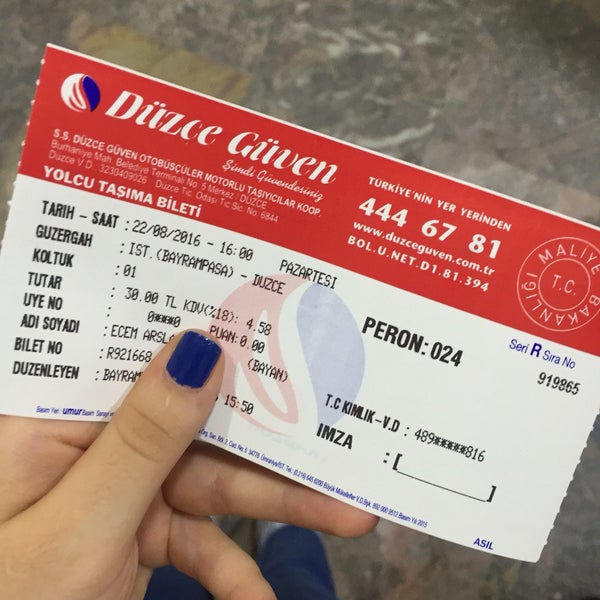 Düzce Güven
Şimdi Güvendesiniz
S.S. DÜZCE GÜVEN OTOBÜSÇÜLER MOTORLU TAŞIYICILAR KOOP.
Burhaniye Mah. Belediye Terminali No: 5 Merkez / DÜZCE
Düzce V.D.: 3230409026 Düzce Tic. Odası Tic Sic. No: 6844
YOLCU TAŞIMA BİLETİ
TÜRKİYE'NİN YER YERİNDEN
444 67 81
www.duzceguven.com.tr
BOL.U.NET.D1.81.394
MALİYE BAKANLIĞI
T.C.
TARIH - SAAT : 22/08/2016 - 16:00 PAZARTESI
GUZERGAH : IST.(BAYRAMPASA) - DUZCE
KOLTUK : 01
TUTAR : 30.00 TL KDV(%18): 4.58
UYE NO : 0***0 PUAN:0.00
ADI SOYADI : ECEM (BAYAN)
BILET NO : R921668
DUZENLEYEN : 15:50
PERON: 024
Seri R Sıra No
919865
T.C KIMLIK-V.D : 489*****816
IMZA : [ ]
ASIL